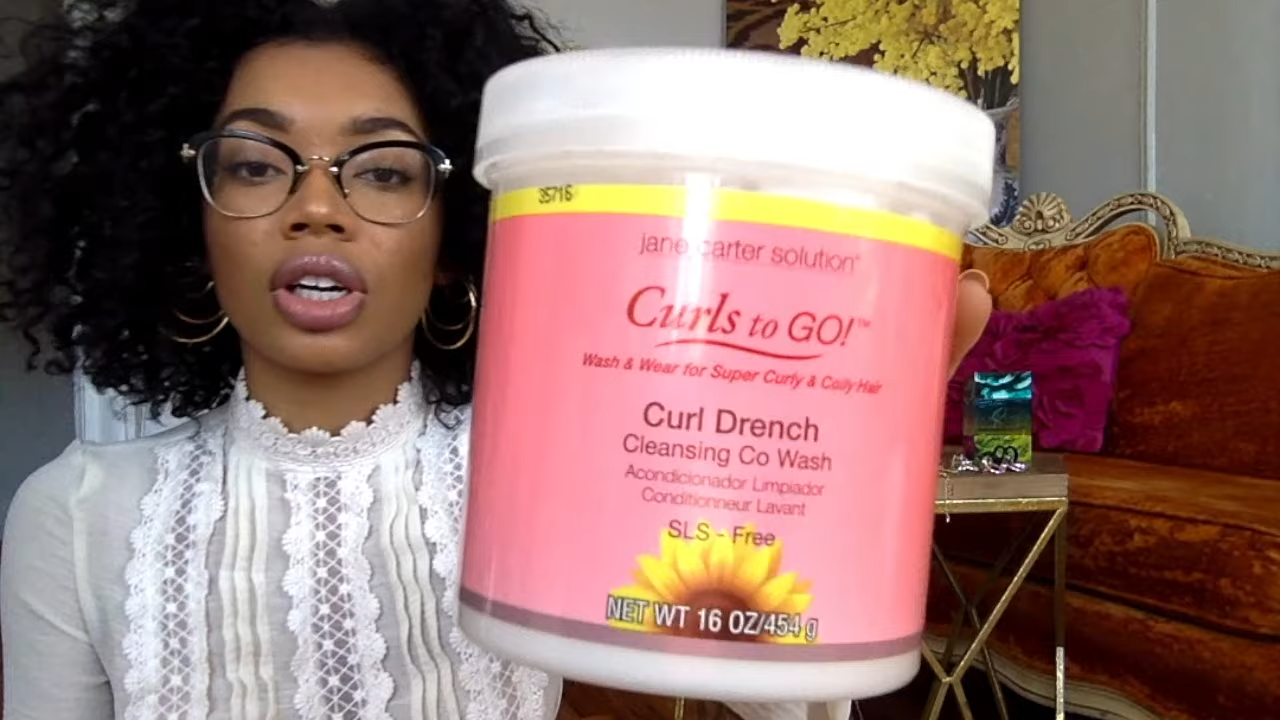 35716
jane carter solution®
Curls to GO!™
Wash & Wear for Super Curly & Coily Hair
Curl Drench
Cleansing Co Wash
Acondicionador Limpiador
Conditionneur Lavant
SLS - Free
NET WT 16 OZ/454 g